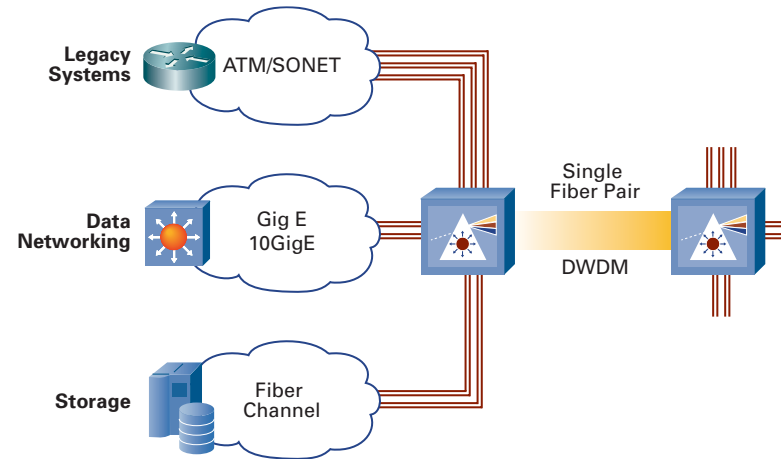 Legacy
Systems
ATM/SONET
Data
Networking
Gig E
10GigE
Single
Fiber Pair
DWDM
Storage
Fiber
Channel